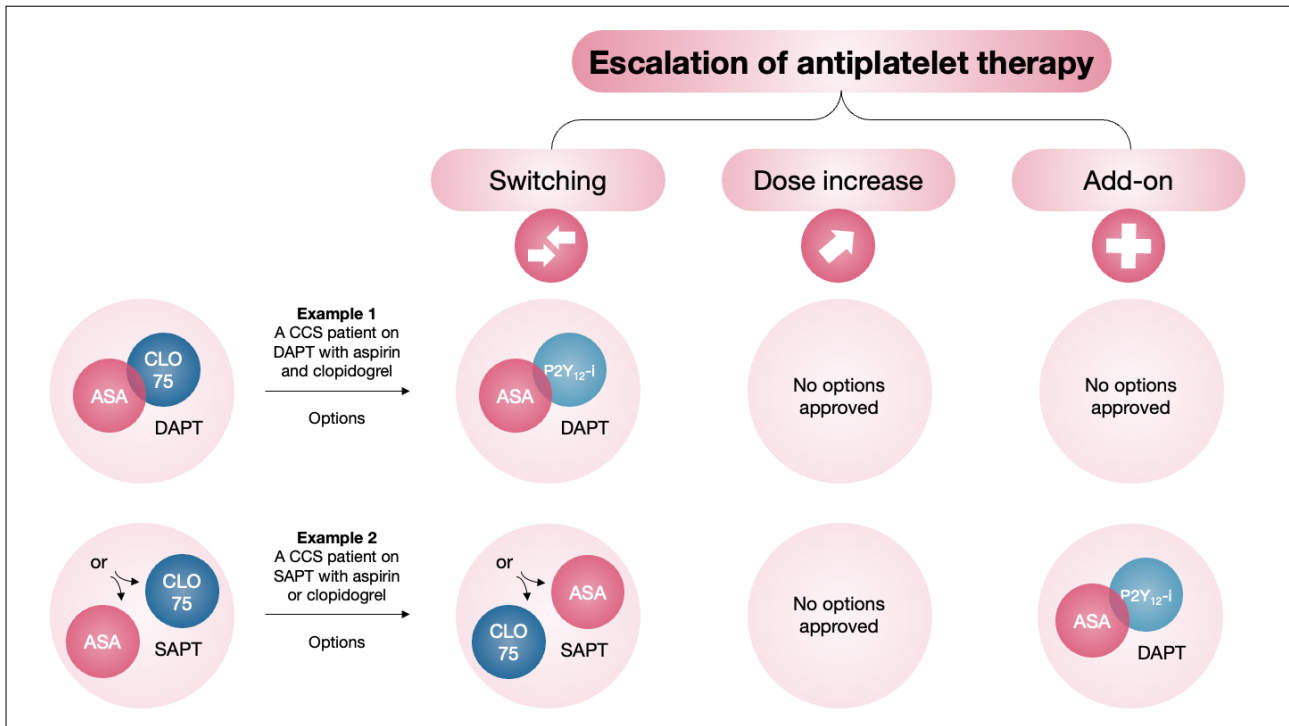 Escalation of antiplatelet therapy
Switching
Dose increase
Add-on
CLO
75
ASA
DAPT
Example 1
A CCS patient on
DAPT with aspirin
and clopidogrel
Options
P2Y₁₂-i
ASA
DAPT
No options
approved
No options
approved
or
CLO
75
ASA
SAPT
Example 2
A CCS patient on
SAPT with aspirin
or clopidogrel
Options
or
ASA
CLO
75
SAPT
No options
approved
P2Y₁₂-i
ASA
DAPT